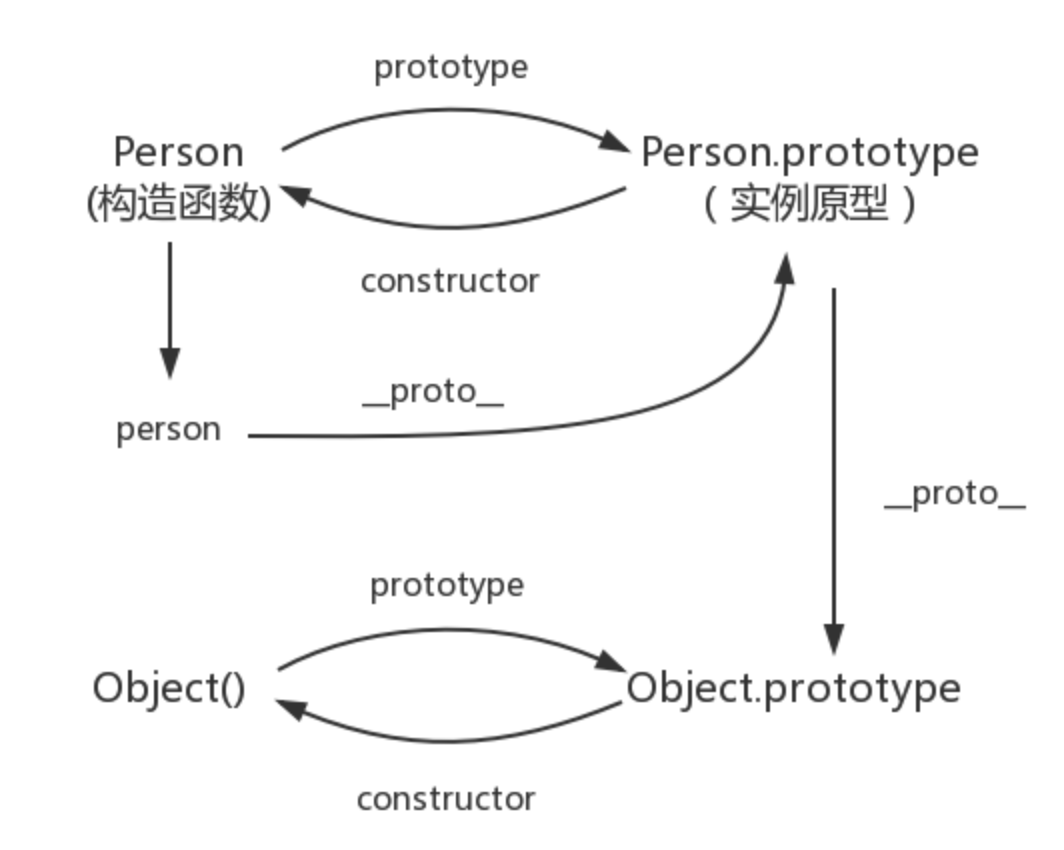 prototype
Person
(构造函数)
Person.prototype
（实例原型）
constructor
__proto__
person
__proto__
prototype
Object()
Object.prototype
constructor